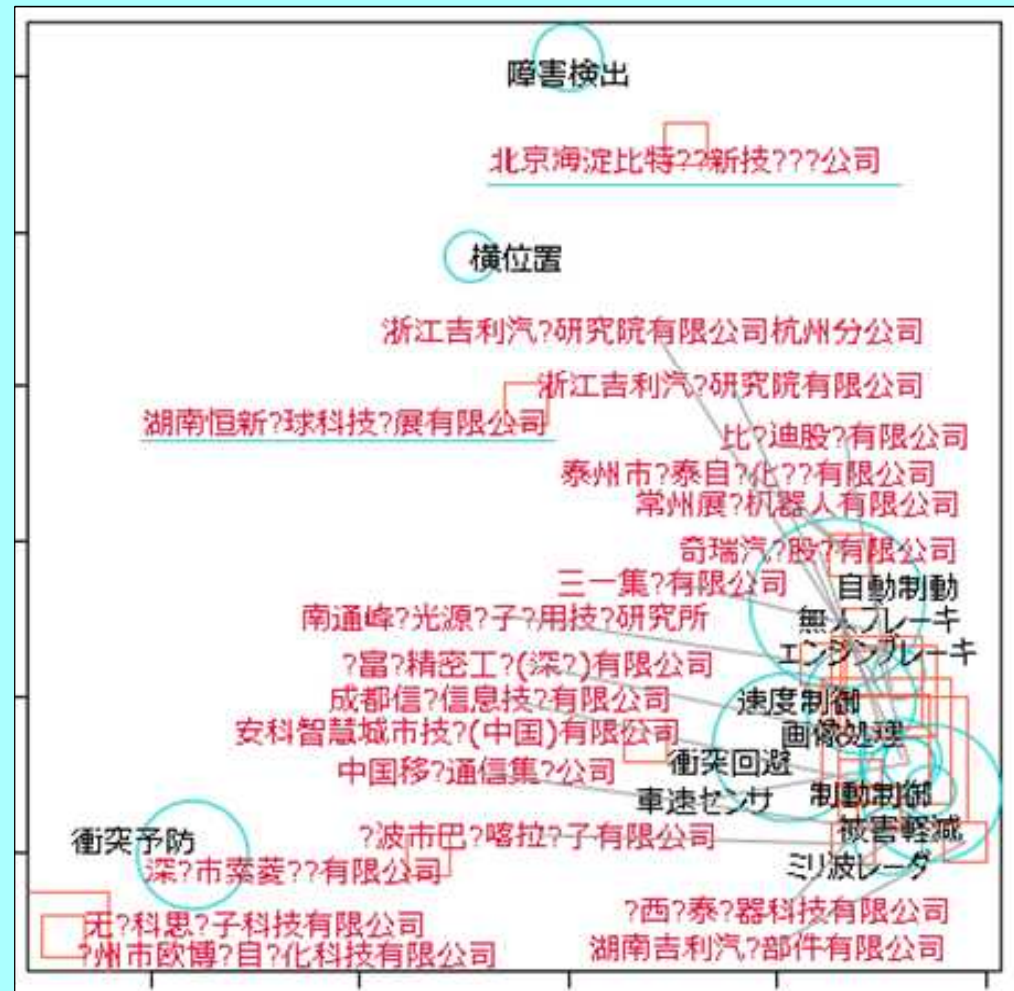 障害検出
北京海淀比特??新技???公司
横位置
浙江吉利汽?研究院有限公司杭州分公司
浙江吉利汽?研究院有限公司
湖南恒新?球科技?展有限公司
比?迪股?有限公司
泰州市?泰自?化??有限公司
常州展?机器人有限公司
奇瑞汽?股?有限公司
三一集?有限公司
自動制動
南通峰?光源?子?用技?研究所
無人ブレーキ
エンジンブレーキ
?富?精密工?(深?)有限公司
成都信?信息技?有限公司
速度制御
安科智慧城市技?(中国)有限公司
画像処理
中国移?通信集?公司
衝突回避
車速センサ
制動制御
衝突予防
?波市巴?喀拉?子有限公司
被害軽減
深?市索菱??有限公司
ミリ波レーダ
无?科思?子科技有限公司
?西?泰?器科技有限公司
?州市欧博?自?化科技有限公司
湖南吉利汽?部件有限公司